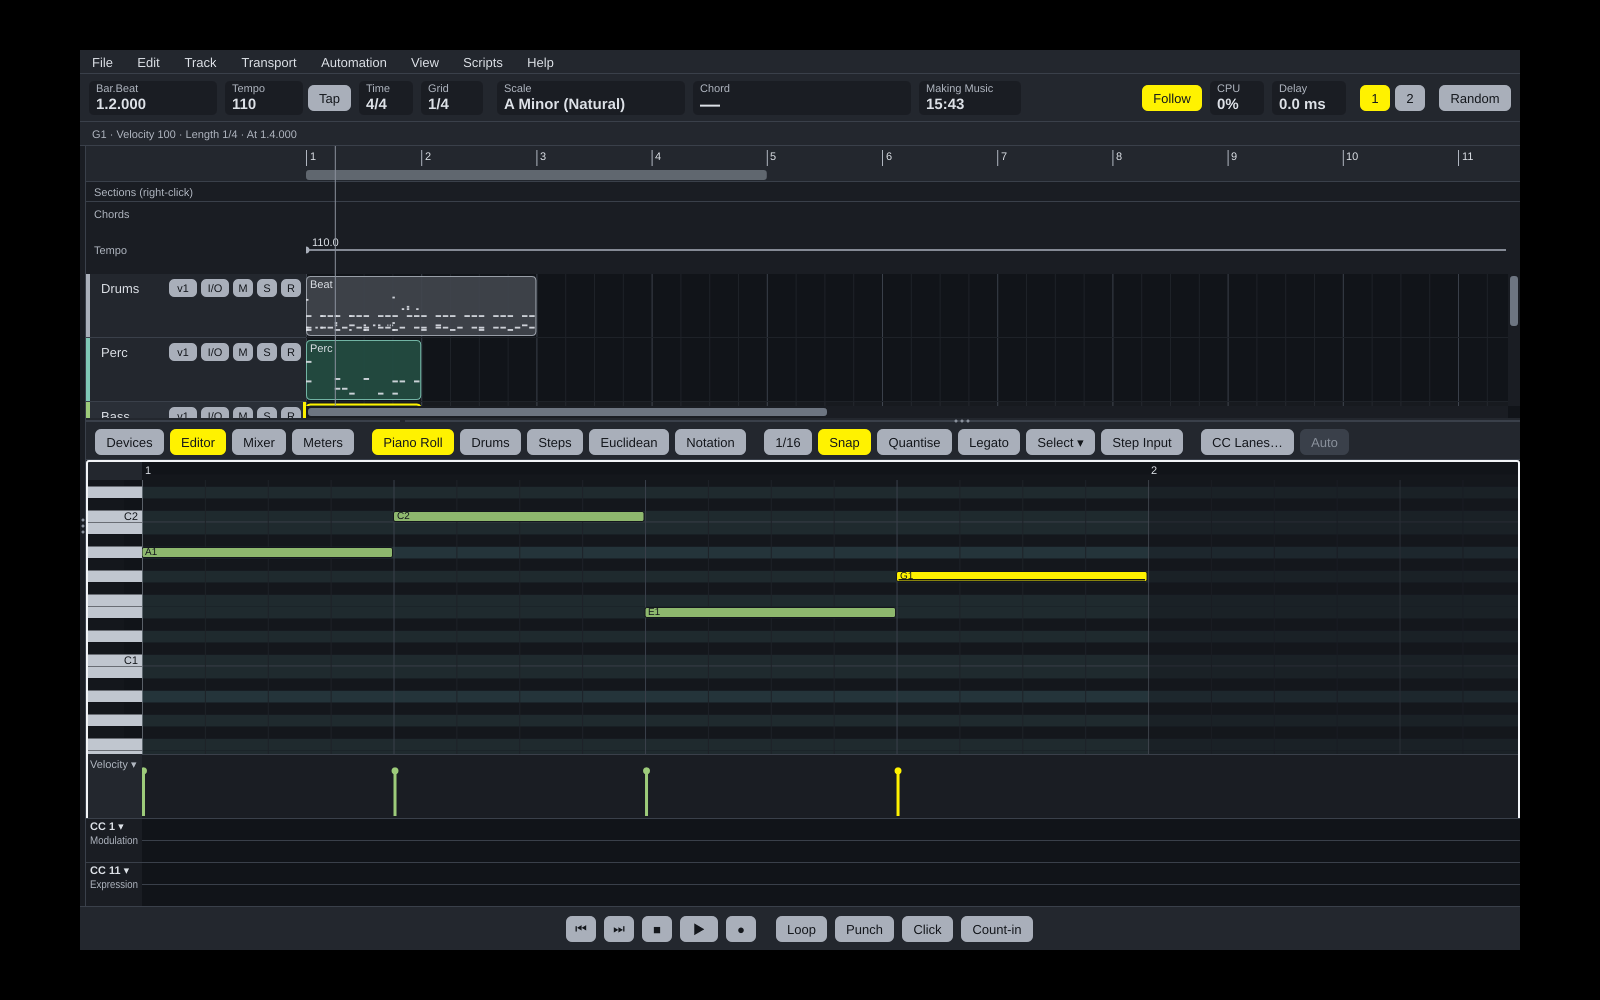 File Edit Track Transport Automation View Scripts Help
Bar.Beat Tempo Time Grid Scale Chord Making Music CPU Delay
1.2.000 110 Tap 4/4 1/4 A Minor (Natural) — 15:43 Follow 0% 0.0 ms 1 2 Random
G1 · Velocity 100 · Length 1/4 · At 1.4.000
1 2 3 4 5 6 7 8 9 10 11
Sections (right-click)
Chords
Tempo 110.0
Drums v1 I/O M S R Beat
Perc v1 I/O M S R Perc
Bass v1 I/O M S R
Devices Editor Mixer Meters Piano Roll Drums Steps Euclidean Notation 1/16 Snap Quantise Legato Select ▾ Step Input CC Lanes… Auto
1 2
C2 C2
A1
G1
E1
C1
Velocity ▾
CC 1 ▾
Modulation
CC 11 ▾
Expression
Loop Punch Click Count-in